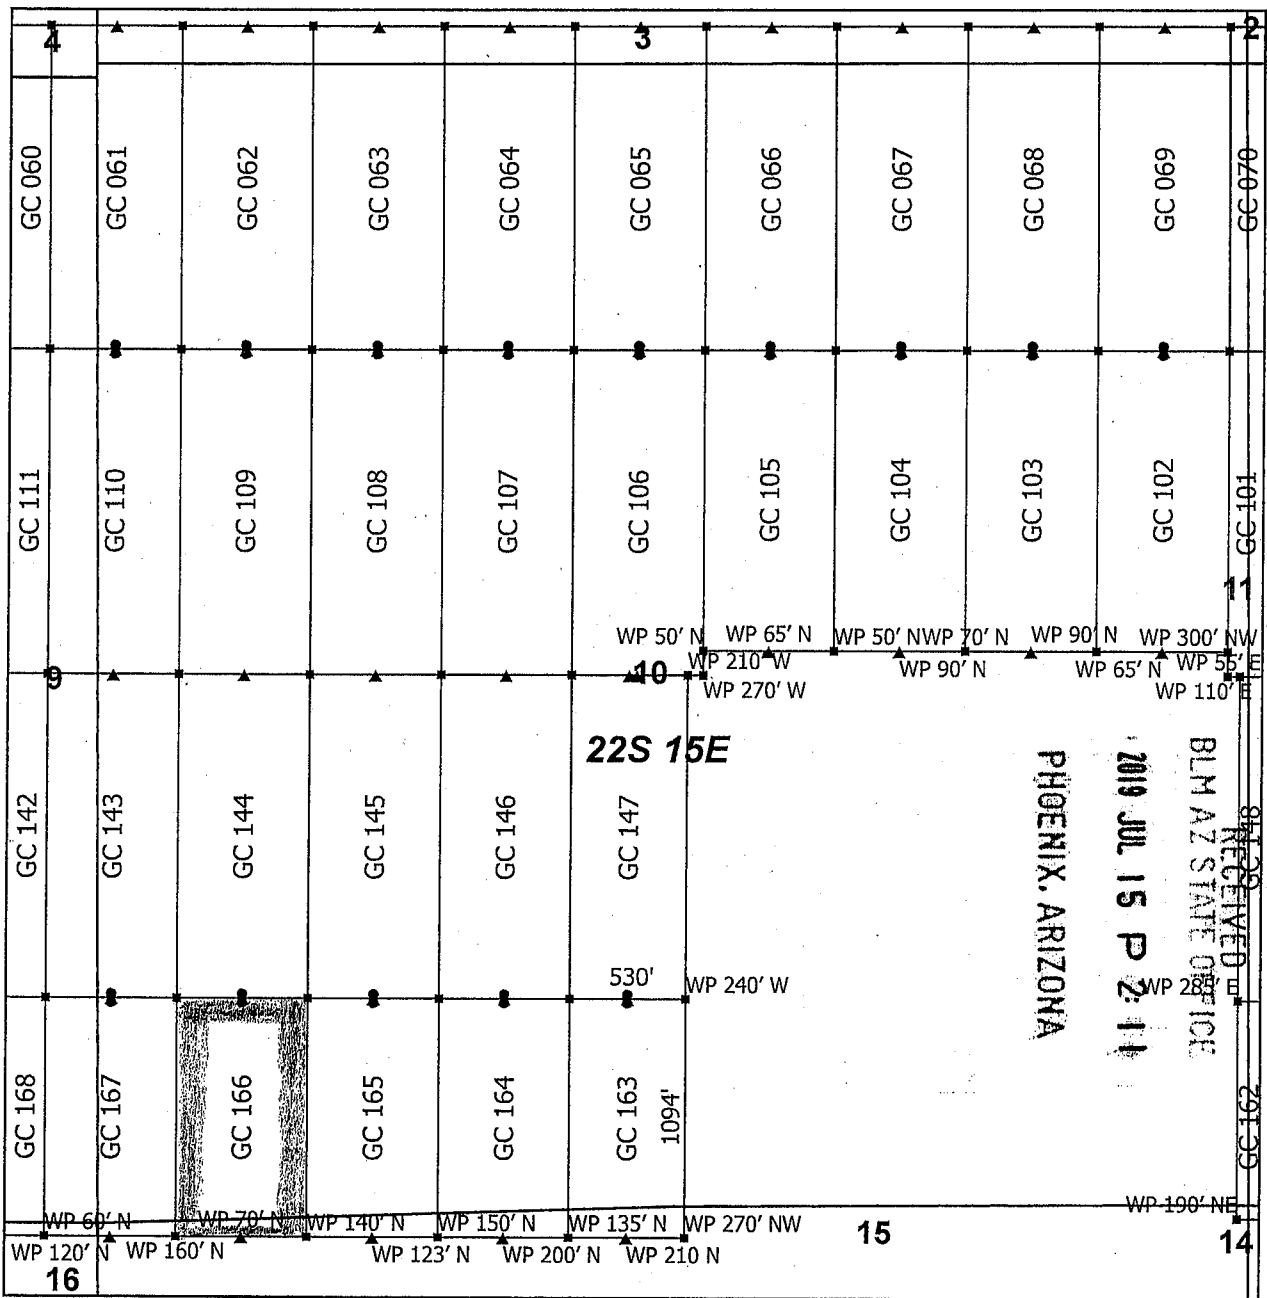 4
3
2
GC 060
GC 061
GC 062
GC 063
GC 064
GC 065
GC 066
GC 067
GC 068
GC 069
GC 070
GC 111
GC 110
GC 109
GC 108
GC 107
GC 106
GC 105
GC 104
GC 103
GC 102
GC 101
11
WP 50' N
WP 65' N
WP 50' N
WP 70' N
WP 90' N
WP 300' NW
WP 210' W
WP 90' N
WP 65' N
WP 55' E
9
10
WP 270' W
WP 110' E
22S 15E
GC 142
GC 143
GC 144
GC 145
GC 146
GC 147
GC 148
RECEIVED
BLM AZ STATE OFFICE
2019 JUL 15 P 2: 11
PHOENIX, ARIZONA
530'
WP 240' W
WP 285' E
GC 168
GC 167
GC 166
GC 165
GC 164
GC 163
1094'
GC 162
WP 190' NE
WP 60' N
WP 70' N
WP 140' N
WP 150' N
WP 135' N
WP 270' NW
15
14
WP 120' N
WP 160' N
WP 123' N
WP 200' N
WP 210 N
16